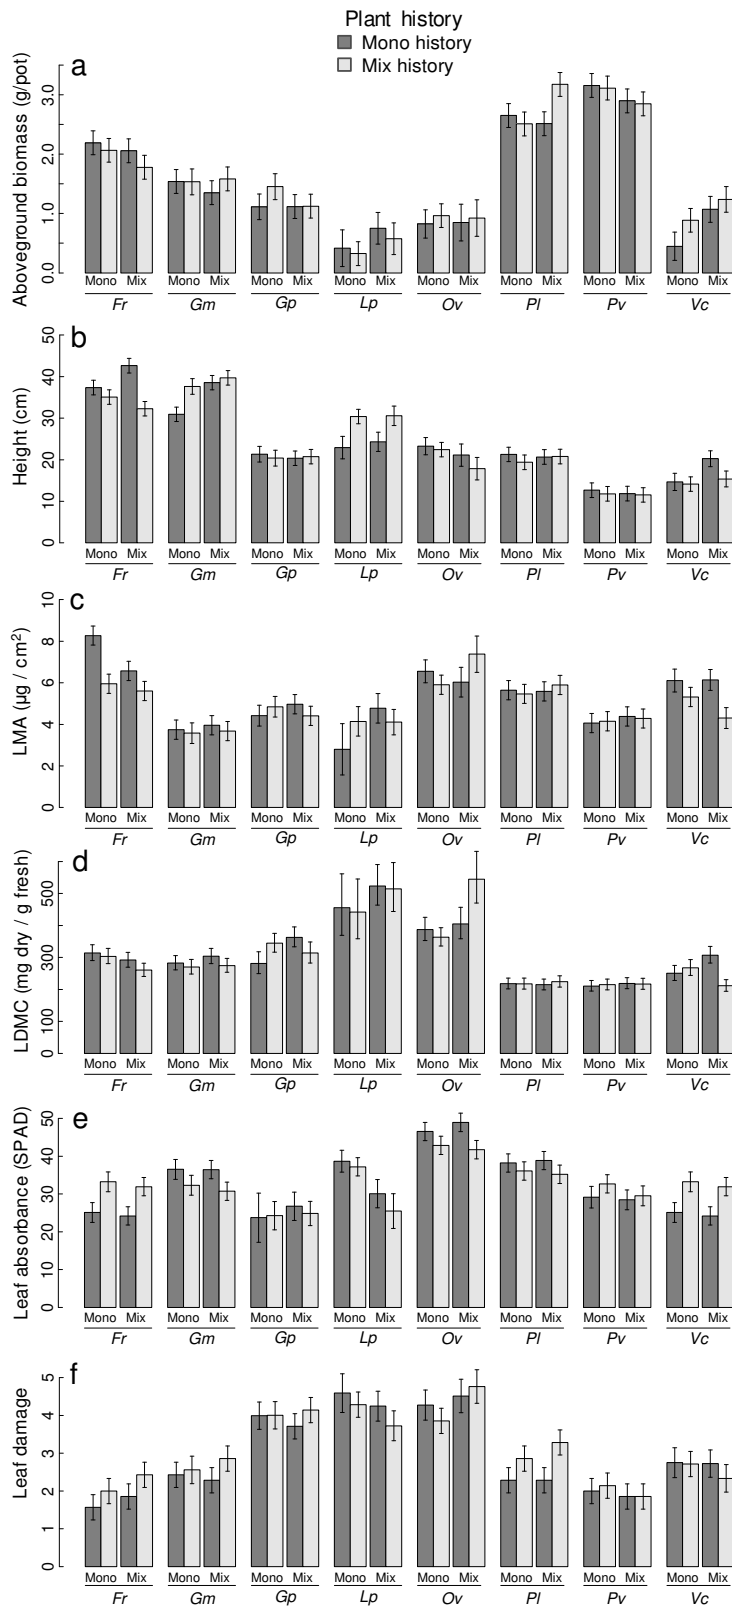 Plant history
Mono history
Mix history
a
Aboveground biomass (g/pot)
0.0 1.0 2.0 3.0
Mono Mix Mono Mix Mono Mix Mono Mix Mono Mix Mono Mix Mono Mix Mono Mix
Fr Gm Gp Lp Ov Pl Pv Vc
b
Height (cm)
0 10 20 30 40 50
Mono Mix Mono Mix Mono Mix Mono Mix Mono Mix Mono Mix Mono Mix Mono Mix
Fr Gm Gp Lp Ov Pl Pv Vc
c
LMA (µg / cm²)
0 2 4 6 8 10
Mono Mix Mono Mix Mono Mix Mono Mix Mono Mix Mono Mix Mono Mix Mono Mix
Fr Gm Gp Lp Ov Pl Pv Vc
d
LDMC (mg dry / g fresh)
0 100 300 500
Mono Mix Mono Mix Mono Mix Mono Mix Mono Mix Mono Mix Mono Mix Mono Mix
Fr Gm Gp Lp Ov Pl Pv Vc
e
Leaf absorbance (SPAD)
0 10 20 30 40 50
Mono Mix Mono Mix Mono Mix Mono Mix Mono Mix Mono Mix Mono Mix Mono Mix
Fr Gm Gp Lp Ov Pl Pv Vc
f
Leaf damage
0 1 2 3 4 5
Mono Mix Mono Mix Mono Mix Mono Mix Mono Mix Mono Mix Mono Mix Mono Mix
Fr Gm Gp Lp Ov Pl Pv Vc